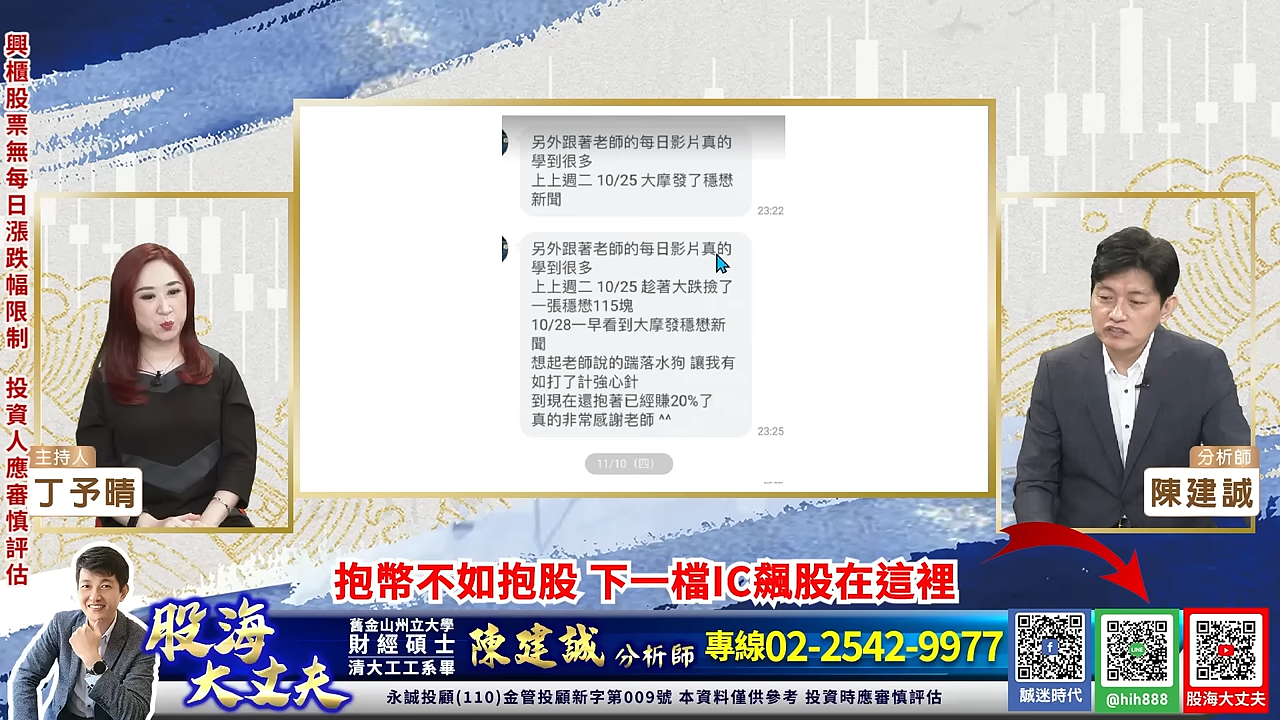 興櫃股票無每日漲跌幅限制 投資人應審慎評估
另外跟著老師的每日影片真的
學到很多
上上週二 10/25 大摩發了穩懋
新聞
23:22
另外跟著老師的每日影片真的
學到很多
上上週二 10/25 趁著大跌撿了
一張穩懋115塊
10/28一早看到大摩發穩懋新
聞
想起老師說的踹落水狗 讓我有
如打了計強心針
到現在還抱著已經賺20%了
真的非常感謝老師 ^^
23:25
11/10（四）
主持人
丁予晴
分析師
陳建誠
抱幣不如抱股 下一檔IC飆股在這裡
股海
大丈夫
舊金山州立大學
財經碩士
清大工工系畢
陳建誠 分析師
專線02-2542-9977
永誠投顧(110)金管投顧新字第009號 本資料僅供參考 投資時應審慎評估
誠迷時代
LINE
@hih888
股海大丈夫